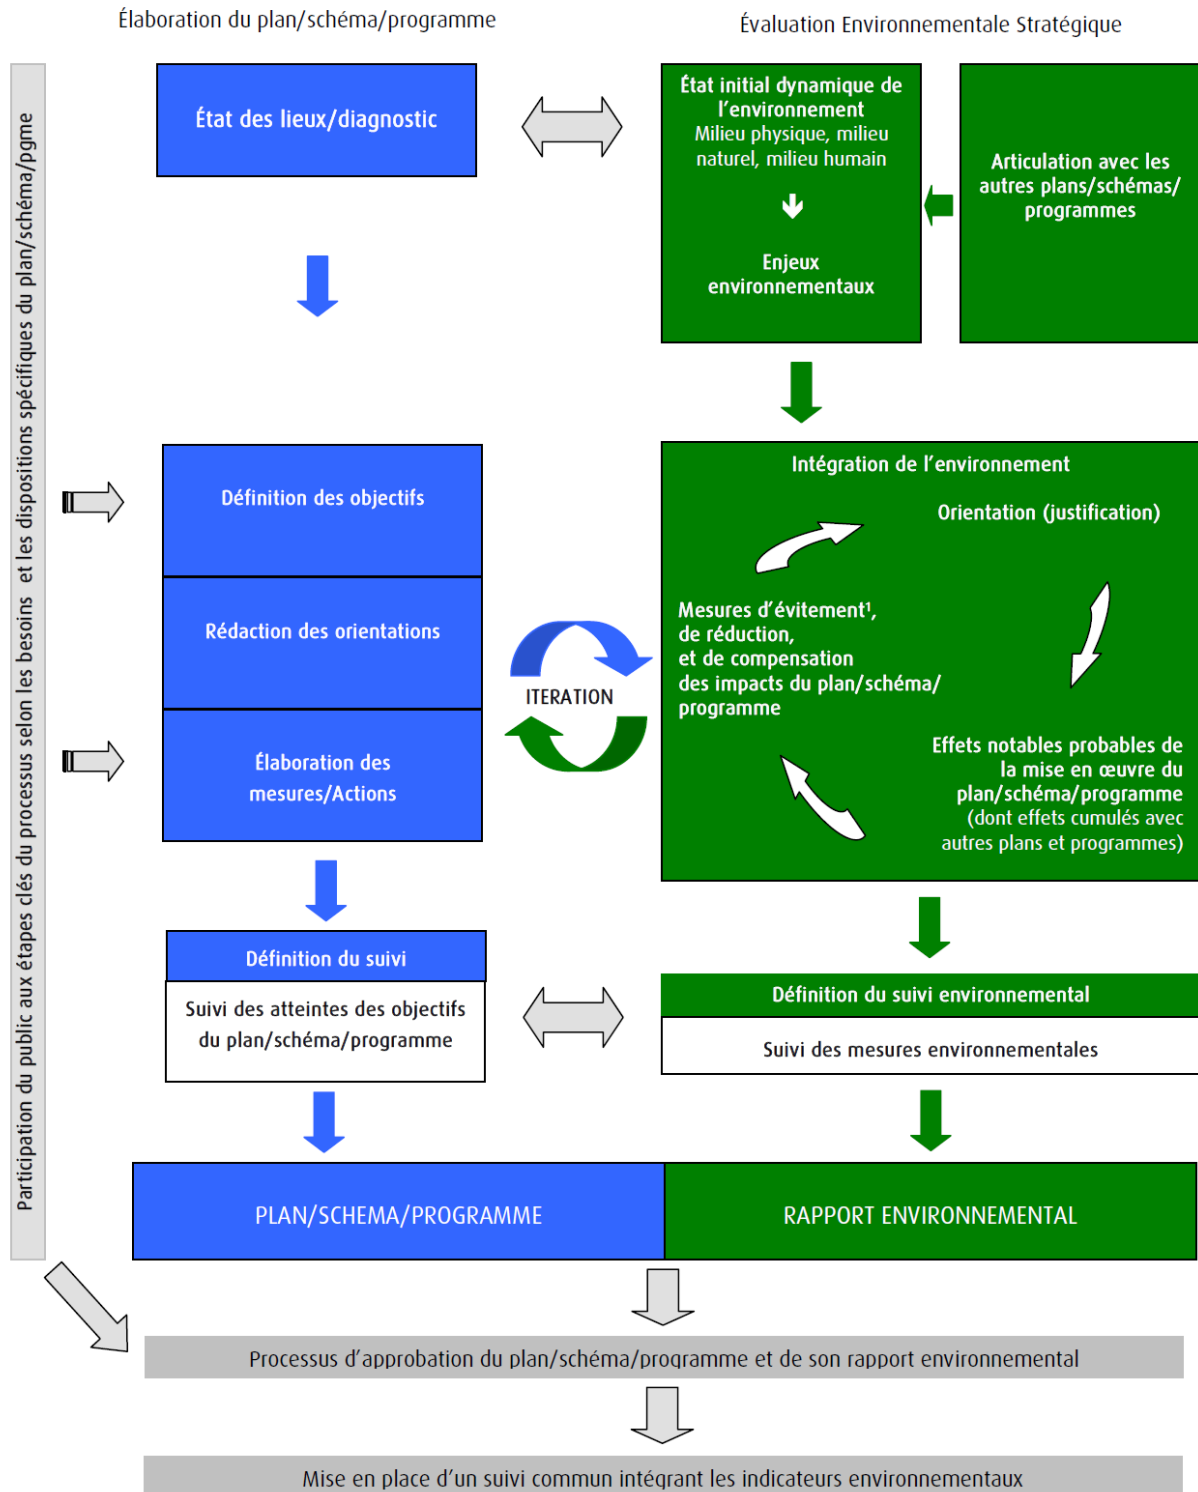 Élaboration du plan/schéma/programme
Évaluation Environnementale Stratégique
Participation du public aux étapes clés du processus selon les besoins et les dispositions spécifiques du plan/schéma/pgme
État des lieux/diagnostic
État initial dynamique de
l'environnement
Milieu physique, milieu
naturel, milieu humain
Enjeux
environnementaux
Articulation avec les
autres plans/schémas/
programmes
Définition des objectifs
Rédaction des orientations
Élaboration des
mesures/Actions
ITERATION
Intégration de l'environnement
Orientation (justification)
Mesures d'évitement¹,
de réduction,
et de compensation
des impacts du plan/schéma/
programme
Effets notables probables de
la mise en œuvre du
plan/schéma/programme
(dont effets cumulés avec
autres plans et programmes)
Définition du suivi
Suivi des atteintes des objectifs
du plan/schéma/programme
Définition du suivi environnemental
Suivi des mesures environnementales
PLAN/SCHEMA/PROGRAMME
RAPPORT ENVIRONNEMENTAL
Processus d'approbation du plan/schéma/programme et de son rapport environnemental
Mise en place d'un suivi commun intégrant les indicateurs environnementaux